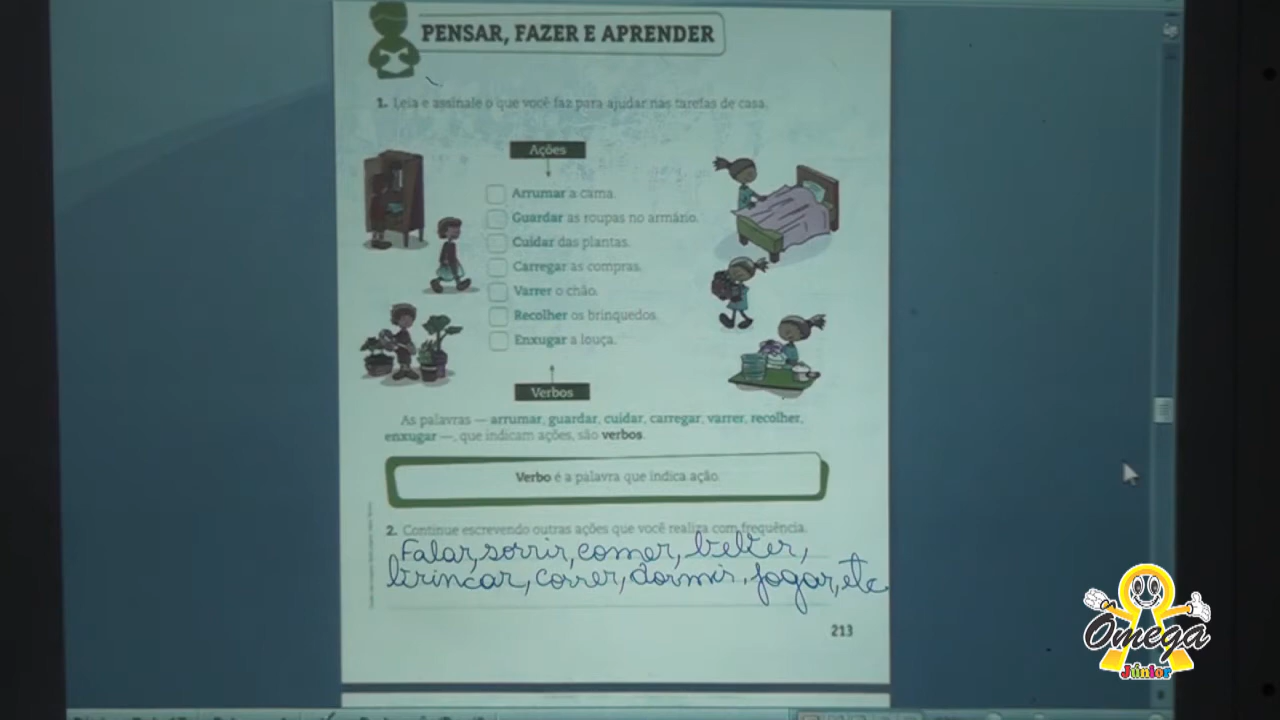 PENSAR, FAZER E APRENDER
1. Leia e assinale o que você faz para ajudar nas tarefas de casa.
Ações
Arrumar a cama.
Guardar as roupas no armário.
Cuidar das plantas.
Carregar as compras.
Varrer o chão.
Recolher os brinquedos.
Enxugar a louça.
Verbos
As palavras — arrumar, guardar, cuidar, carregar, varrer, recolher,
enxugar —, que indicam ações, são verbos.
Verbo é a palavra que indica ação.
2. Continue escrevendo outras ações que você realiza com frequência.
Falar, sorrir, comer, beber,
brincar, correr, dormir, jogar, etc
213
Omega
Júnior